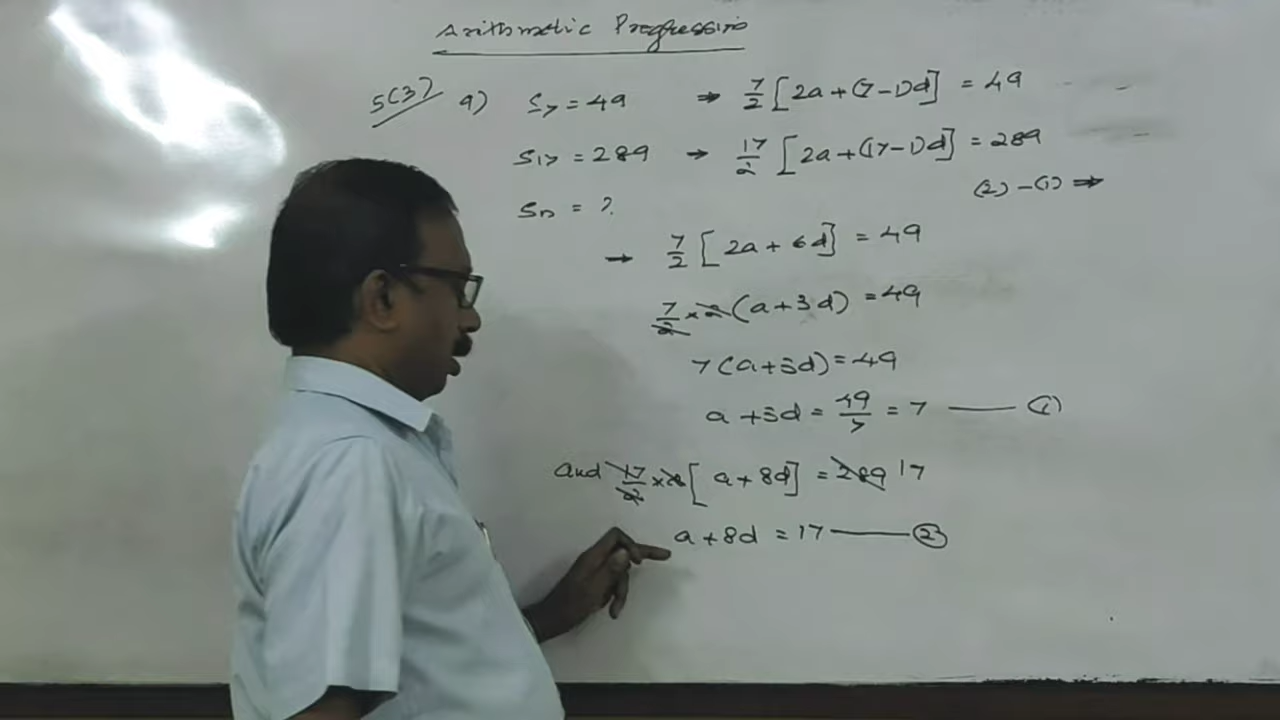 Arithmetic Progression
5(3) 9) S₇ = 49 → 7/2 [2a + (7-1)d] = 49
S₁₇ = 289 → 17/2 [2a + (17-1)d] = 289
(2) - (1) ⇒
Sn = ?
→ 7/2 [2a + 6d] = 49
7/2 × 2 (a + 3d) = 49
7 (a + 3d) = 49
a + 3d = 49/7 = 7 —— (1)
and 17/2 × 2 [a + 8d] = 289 17
a + 8d = 17 —— (2)